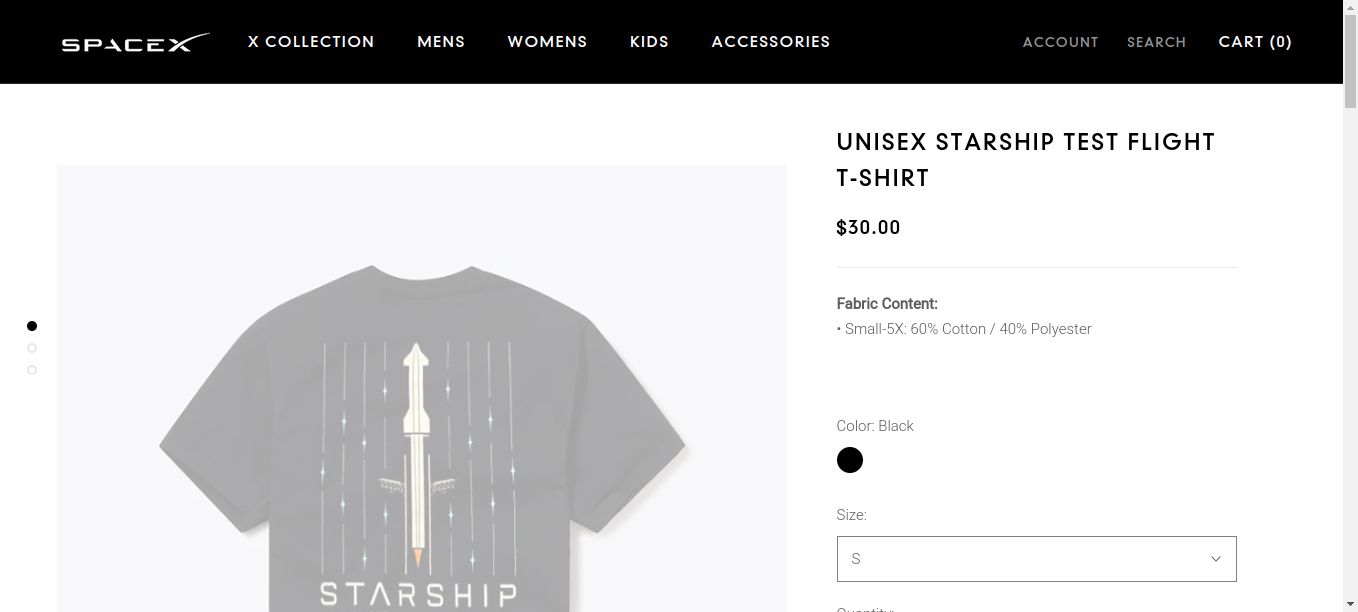 SPACEX X COLLECTION MENS WOMENS KIDS ACCESSORIES ACCOUNT SEARCH CART (0)
UNISEX STARSHIP TEST FLIGHT
T-SHIRT
$30.00
Fabric Content:
• Small-5X: 60% Cotton / 40% Polyester
Color: Black
Size:
S
Quantity:
STARSHIP